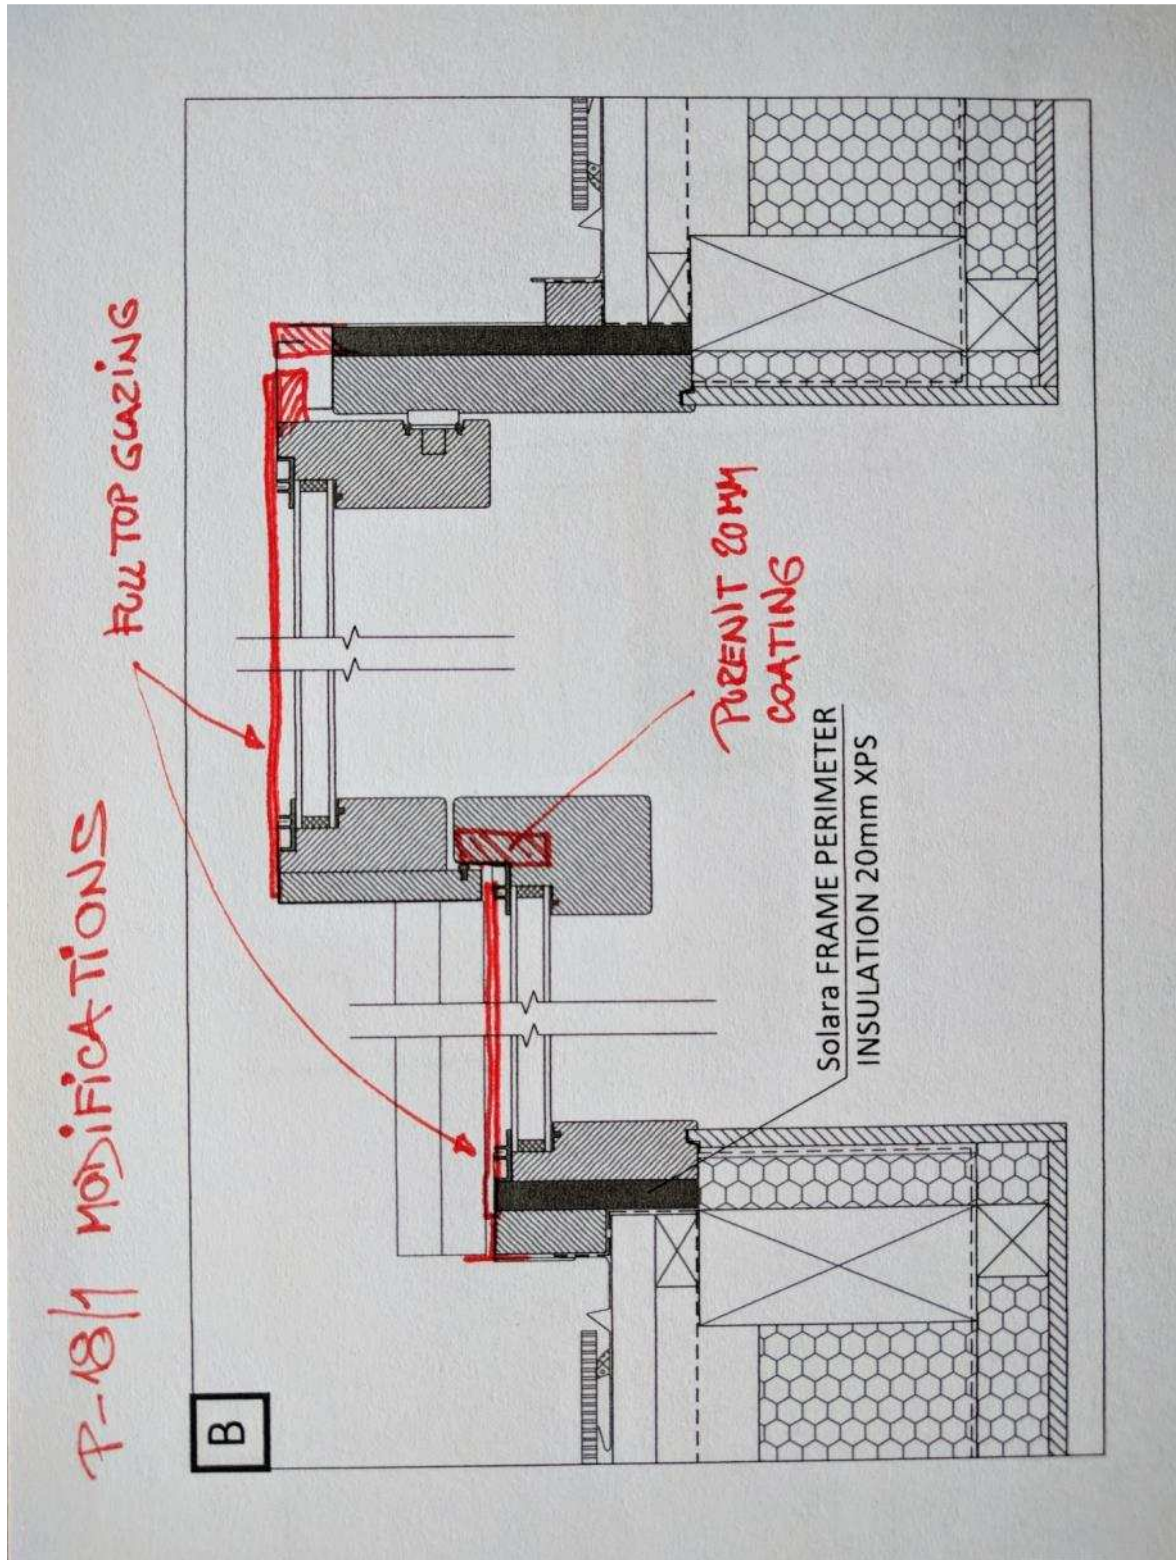 P-18/1 MODiFiCATiONS
FULL TOP GLAZiNG
B
PURENIT 20MM
COATING
Solara FRAME PERIMETER
INSULATION 20mm XPS